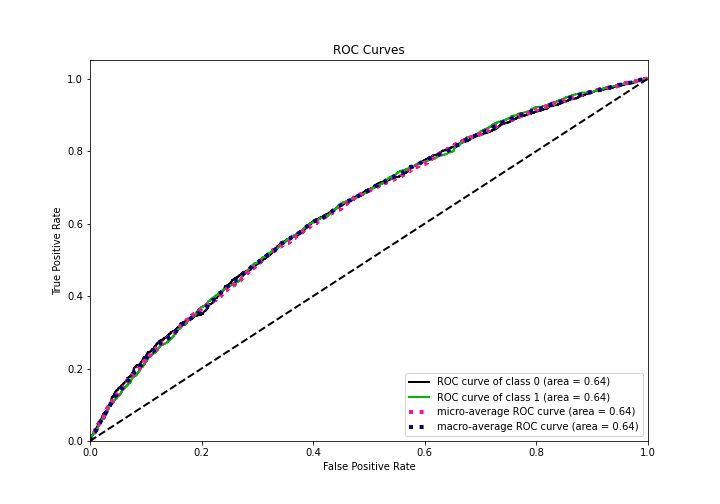 ROC Curves
True Positive Rate
1.0
0.8
0.6
0.4
0.2
0.0
ROC curve of class 0 (area = 0.64)
ROC curve of class 1 (area = 0.64)
micro-average ROC curve (area = 0.64)
macro-average ROC curve (area = 0.64)
0.0 0.2 0.4 0.6 0.8 1.0
False Positive Rate